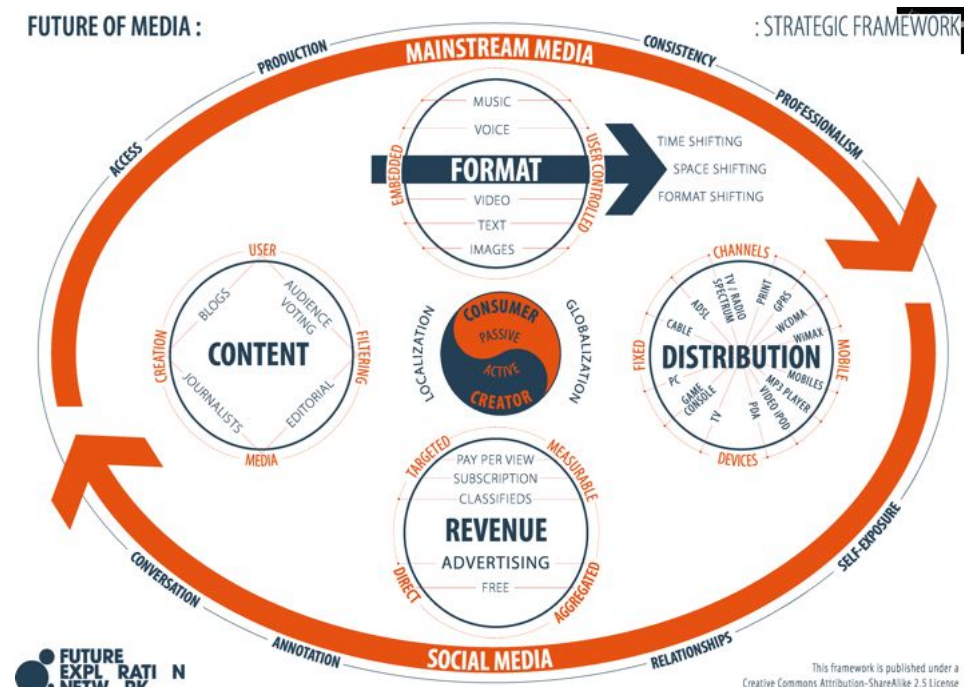 FUTURE OF MEDIA :
: STRATEGIC FRAMEWORK
MAINSTREAM MEDIA
ACCESS
PRODUCTION
CONSISTENCY
PROFESSIONALISM
EMBEDDED
USER CONTROLLED
MUSIC
VOICE
FORMAT
VIDEO
TEXT
IMAGES
TIME SHIFTING
SPACE SHIFTING
FORMAT SHIFTING
USER
CREATION
FILTERING
MEDIA
BLOGS
AUDIENCE
VOTING
CONTENT
JOURNALISTS
EDITORIAL
LOCALIZATION
GLOBALIZATION
CONSUMER
PASSIVE
ACTIVE
CREATOR
CHANNELS
FIXED
MOBILE
DEVICES
CABLE
ADSL
TV / RADIO
SPECTRUM
PRINT
GPRS
WCDMA
WiMAX
DISTRIBUTION
PC
GAME
CONSOLE
TV
PDA
VIDEO IPOD
MP3 PLAYER
MOBILES
TARGETED
MEASURABLE
DIRECT
AGGREGATED
PAY PER VIEW
SUBSCRIPTION
CLASSIFIEDS
REVENUE
ADVERTISING
FREE
SELF-EXPOSURE
CONVERSATION
ANNOTATION
RELATIONSHIPS
SOCIAL MEDIA
FUTURE
EXPL RATI N
NETW RK
This framework is published under a
Creative Commons Attribution-ShareAlike 2.5 License